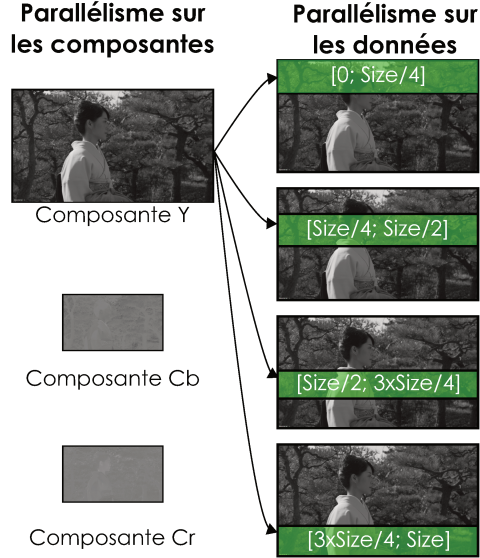 Parallélisme sur
les composantes
Composante Y
Composante Cb
Composante Cr
Parallélisme sur
les données
[0; Size/4]
[Size/4; Size/2]
[Size/2; 3xSize/4]
[3xSize/4; Size]